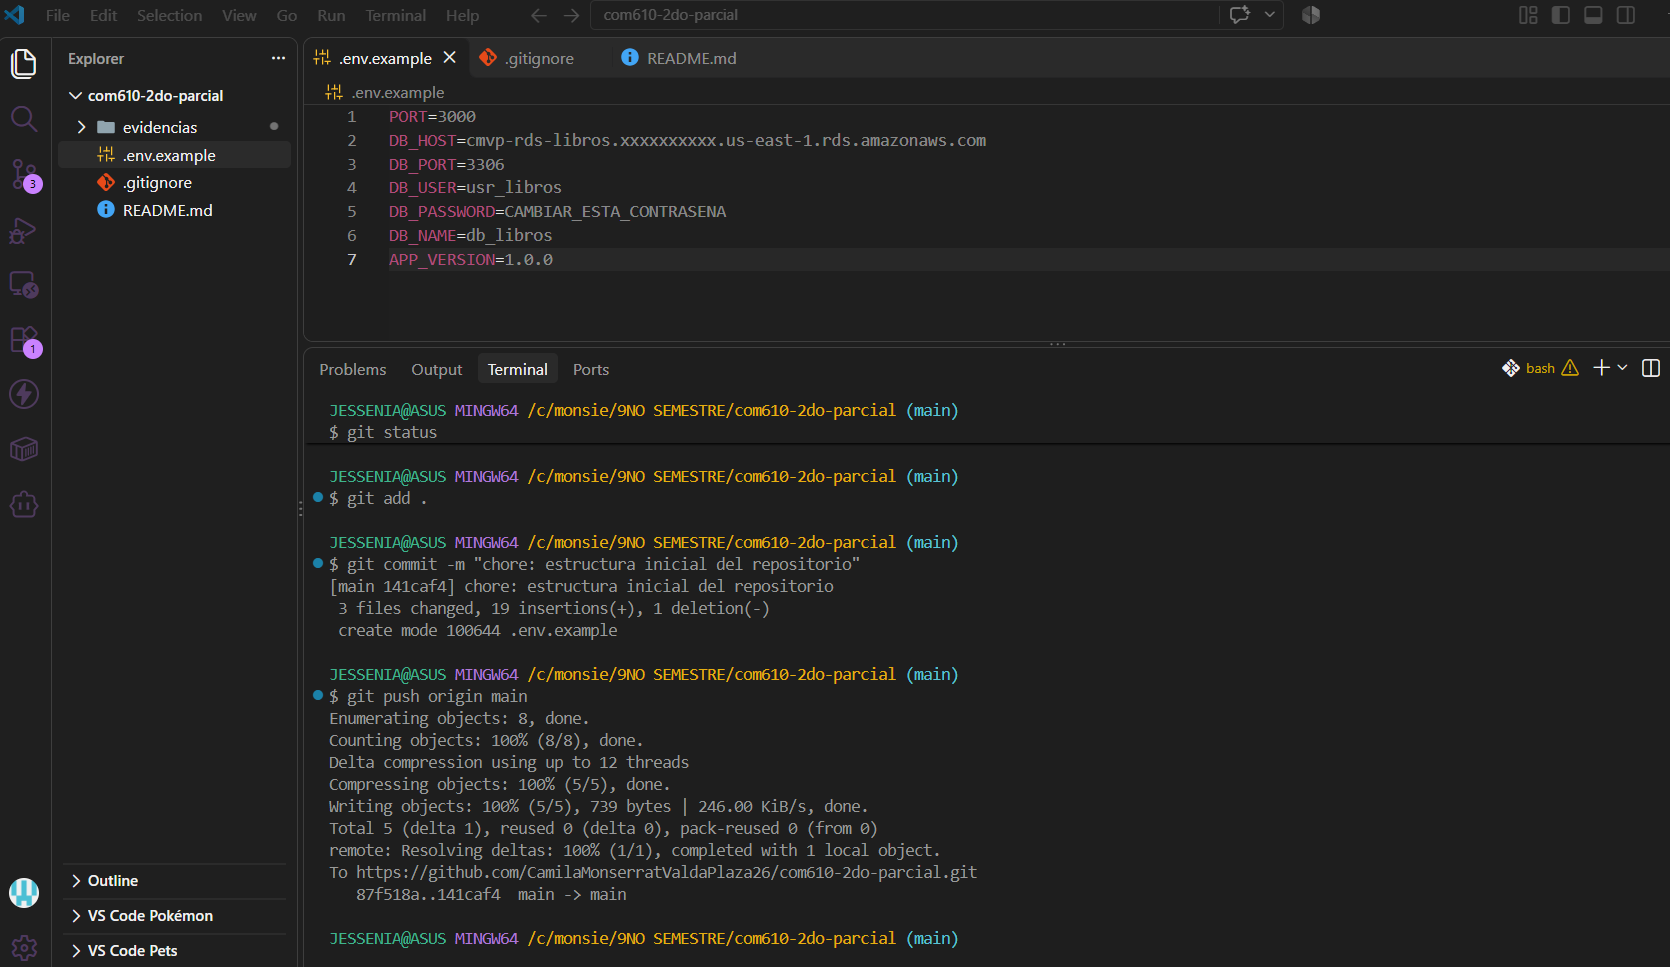 File Edit Selection View Go Run Terminal Help
com610-2do-parcial
Explorer
com610-2do-parcial
evidencias
.env.example
.gitignore
README.md
3
1
Outline
VS Code Pokémon
VS Code Pets
.env.example
.gitignore
README.md
.env.example
1 PORT=3000
2 DB_HOST=cmvp-rds-libros.xxxxxxxxxx.us-east-1.rds.amazonaws.com
3 DB_PORT=3306
4 DB_USER=usr_libros
5 DB_PASSWORD=CAMBIAR_ESTA_CONTRASENA
6 DB_NAME=db_libros
7 APP_VERSION=1.0.0
Problems Output Terminal Ports
bash
JESSENIA@ASUS MINGW64 /c/monsie/9NO SEMESTRE/com610-2do-parcial (main)
$ git status
JESSENIA@ASUS MINGW64 /c/monsie/9NO SEMESTRE/com610-2do-parcial (main)
$ git add .
JESSENIA@ASUS MINGW64 /c/monsie/9NO SEMESTRE/com610-2do-parcial (main)
$ git commit -m "chore: estructura inicial del repositorio"
[main 141caf4] chore: estructura inicial del repositorio
3 files changed, 19 insertions(+), 1 deletion(-)
create mode 100644 .env.example
JESSENIA@ASUS MINGW64 /c/monsie/9NO SEMESTRE/com610-2do-parcial (main)
$ git push origin main
Enumerating objects: 8, done.
Counting objects: 100% (8/8), done.
Delta compression using up to 12 threads
Compressing objects: 100% (5/5), done.
Writing objects: 100% (5/5), 739 bytes | 246.00 KiB/s, done.
Total 5 (delta 1), reused 0 (delta 0), pack-reused 0 (from 0)
remote: Resolving deltas: 100% (1/1), completed with 1 local object.
To https://github.com/CamilaMonserratValdaPlaza26/com610-2do-parcial.git
87f518a..141caf4  main -> main
JESSENIA@ASUS MINGW64 /c/monsie/9NO SEMESTRE/com610-2do-parcial (main)